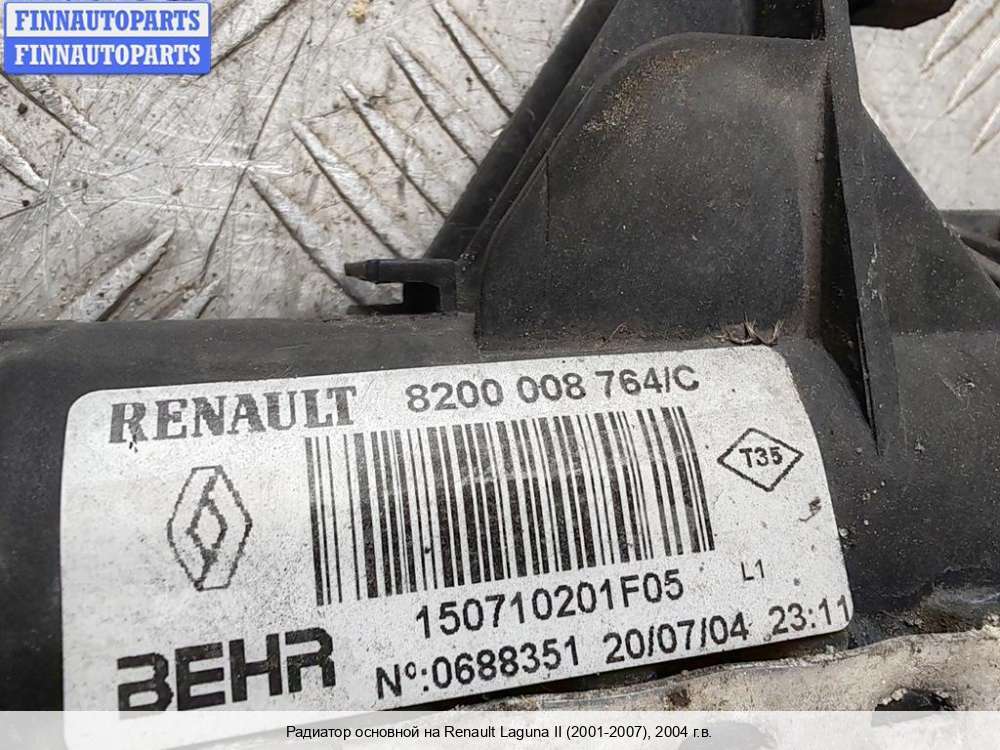 FINNAUTOPARTS
FINNAUTOPARTS
RENAULT 8200 008 764/C
T35
150710201F05 L1
BEHR Nº:0688351 20/07/04 23:11
Радиатор основной на Renault Laguna II (2001-2007), 2004 г.в.